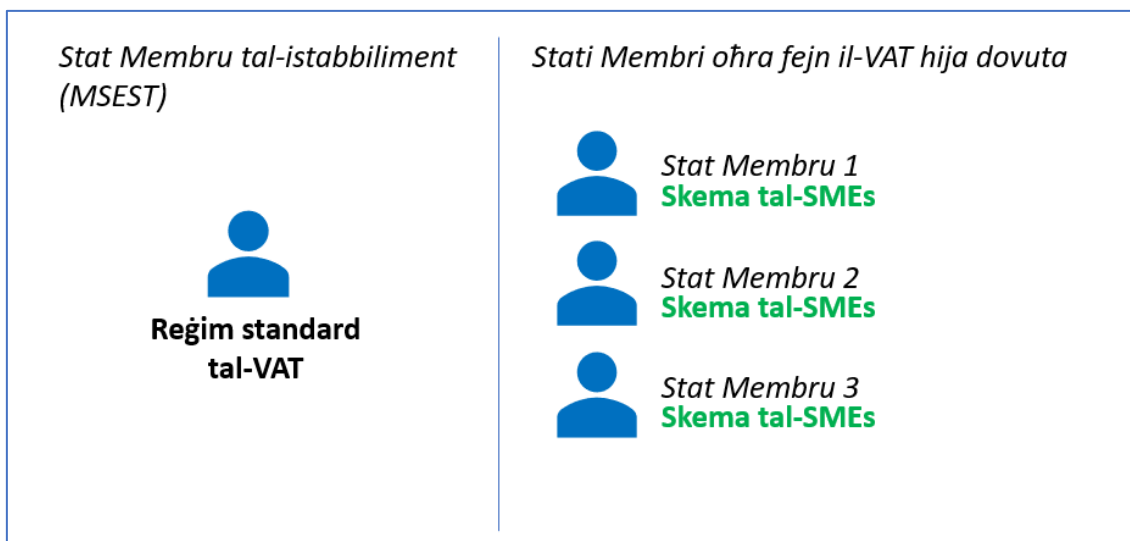 Stat Membru tal-istabbiliment
(MSEST)
Reġim standard
tal-VAT
Stati Membri oħra fejn il-VAT hija dovuta
Stat Membru 1
Skema tal-SMEs
Stat Membru 2
Skema tal-SMEs
Stat Membru 3
Skema tal-SMEs